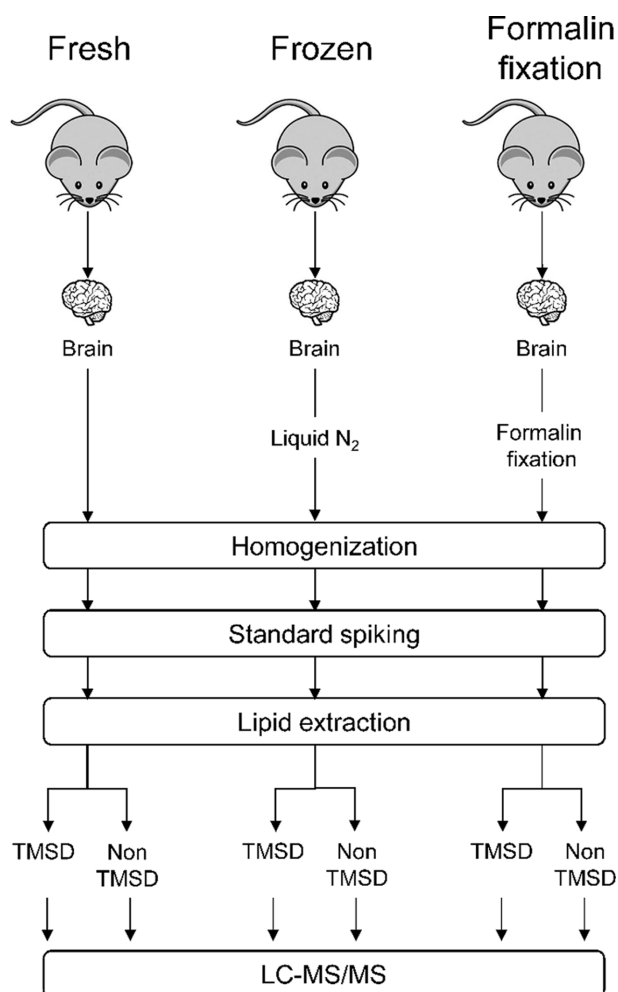 Fresh
Frozen
Formalin
fixation
Brain
Brain
Brain
Liquid N₂
Formalin
fixation
Homogenization
Standard spiking
Lipid extraction
TMSD
Non
TMSD
TMSD
Non
TMSD
TMSD
Non
TMSD
LC-MS/MS